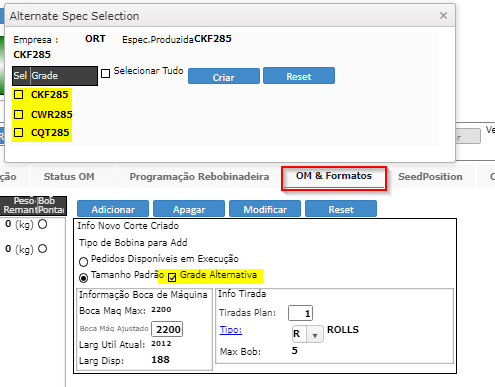 Alternate Spec Selection
Empresa : ORT Espec.Produzida CKF285
CKF285
Sel Grade Selecionar Tudo Criar Reset
CKF285
CWR285
CQT285
ção Status OM Programação Rebobinadeira OM & Formatos SeedPosition
Peso Bob
Remant Pontar
Adicionar Apagar Modificar Reset
0 (kg)
0 (kg)
Info Novo Corte Criado
Tipo de Bobina para Add
Pedidos Disponíveis em Execução
Tamanho Padrão Grade Alternativa
Informação Boca de Máquina
Boca Maq Max: 2200
Boca Máq Ajustado 2200
Larg Util Atual: 2012
Larg Disp: 188
Info Tirada
Tiradas Plan: 1
Tipo: R ROLLS
Max Bob: 5